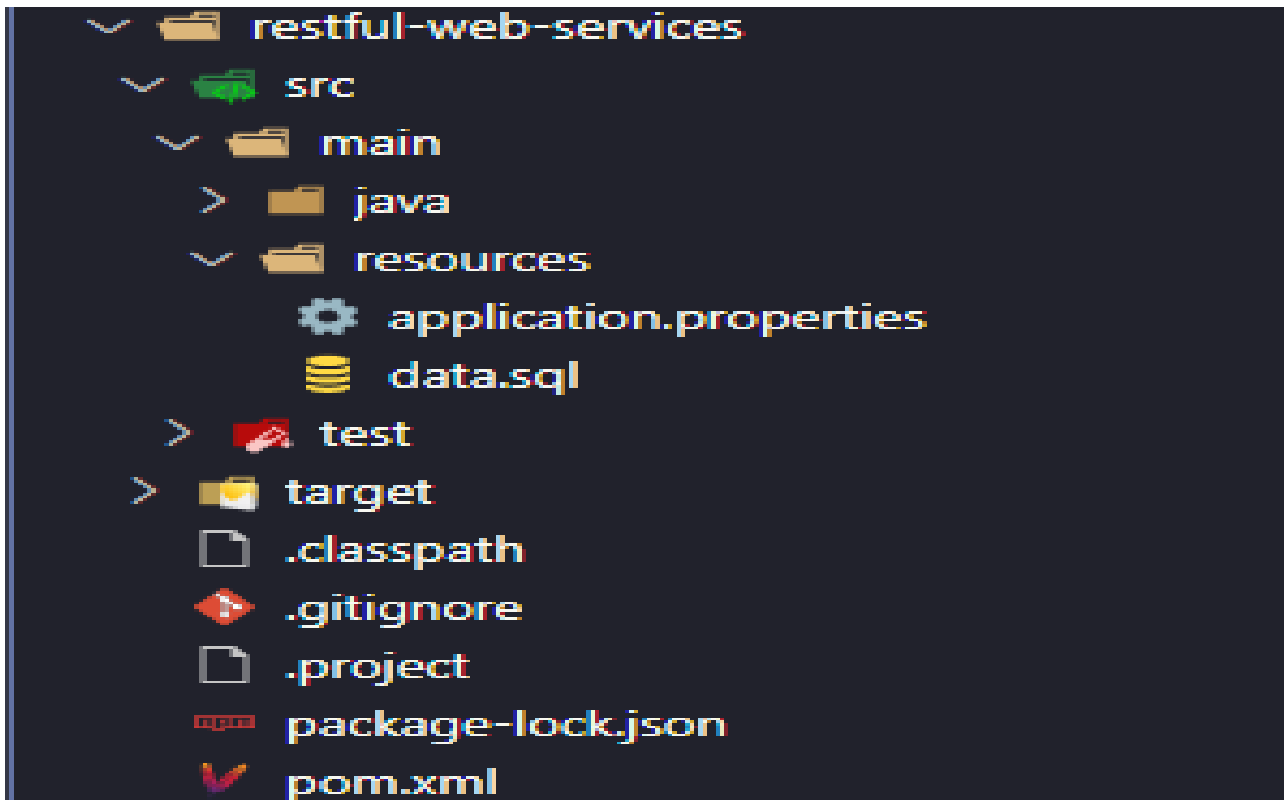 restful-web-services
src
main
java
resources
application.properties
data.sql
test
target
.classpath
.gitignore
.project
package-lock.json
pom.xml